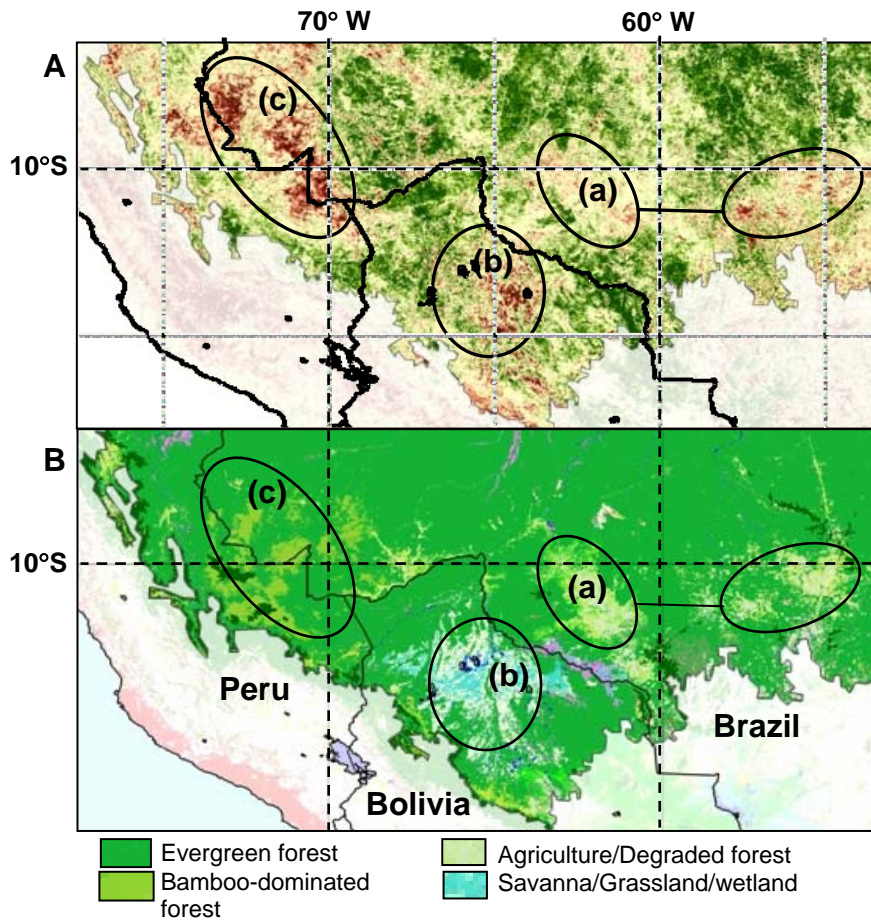 70° W 60° W
A
(c)
10°S
(a)
(b)
B
(c)
10°S
(a)
(b)
Peru
Brazil
Bolivia
Evergreen forest
Agriculture/Degraded forest
Bamboo-dominated
forest
Savanna/Grassland/wetland